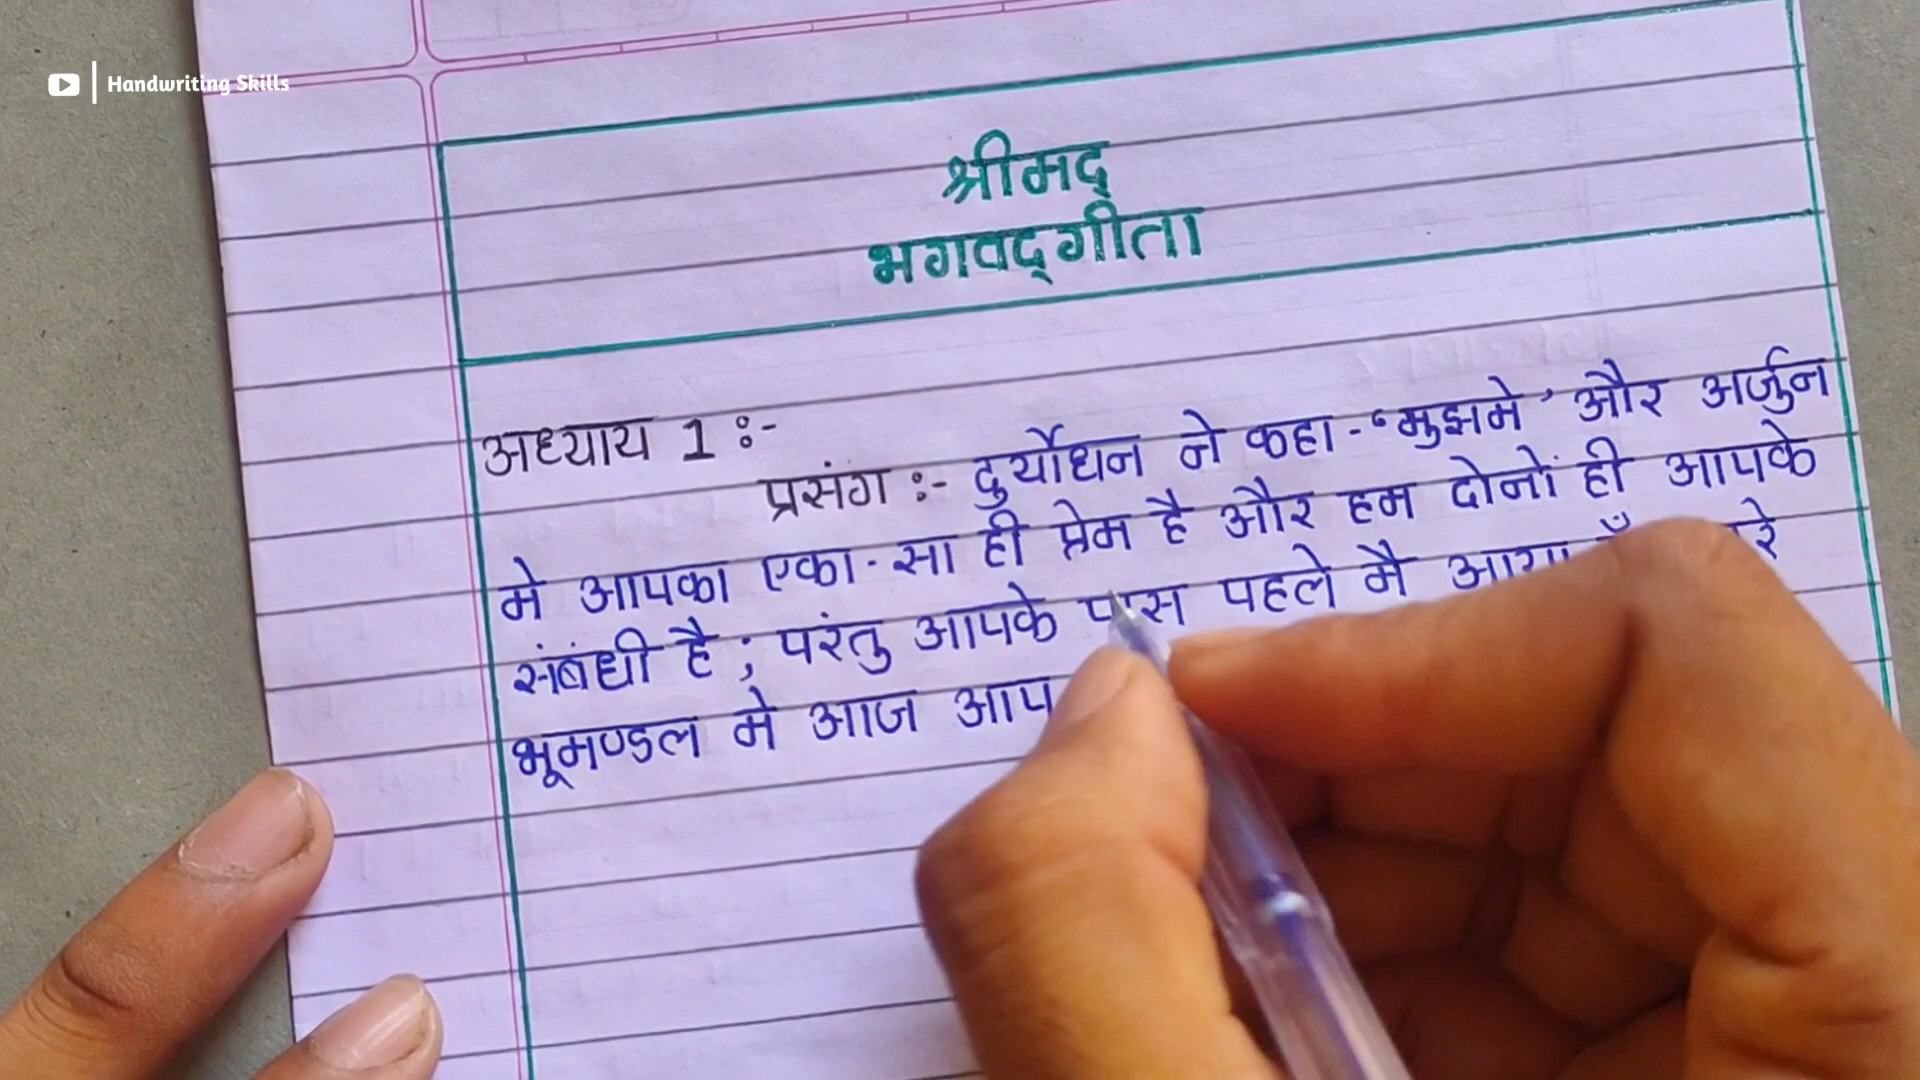 Handwriting Skills
श्रीमद्
भगवद्गीता
अध्याय 1 :-
प्रसंग :- दुर्योधन ने कहा - ‘मुझमे’ और अर्जुन
मे आपका एका-सा ही प्रेम है और हम दोनों ही आपके
संबंधी है ; परंतु आपके पास पहले मै
भूमण्डल मे आज आप